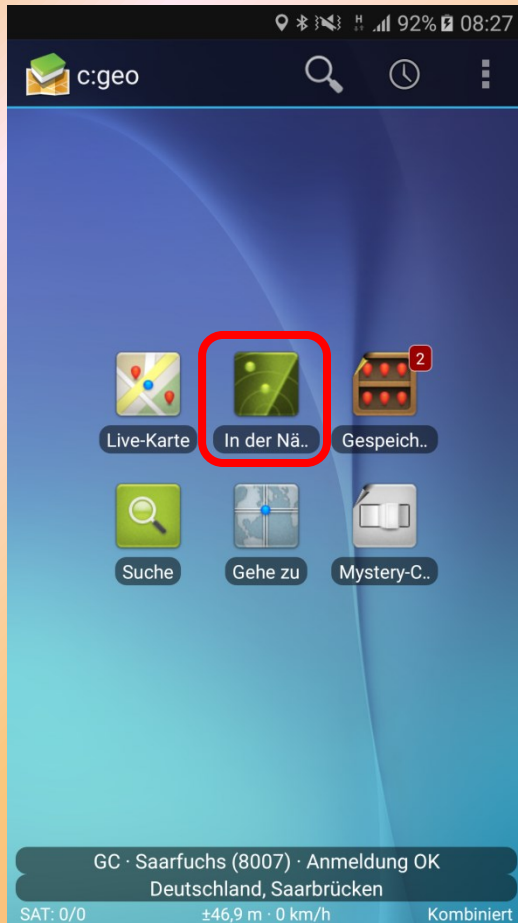 92% 08:27
c:geo
2
Live-Karte In der Nä.. Gespeich..
Suche Gehe zu Mystery-C..
GC · Saarfuchs (8007) · Anmeldung OK
Deutschland, Saarbrücken
SAT: 0/0 ±46,9 m · 0 km/h Kombiniert